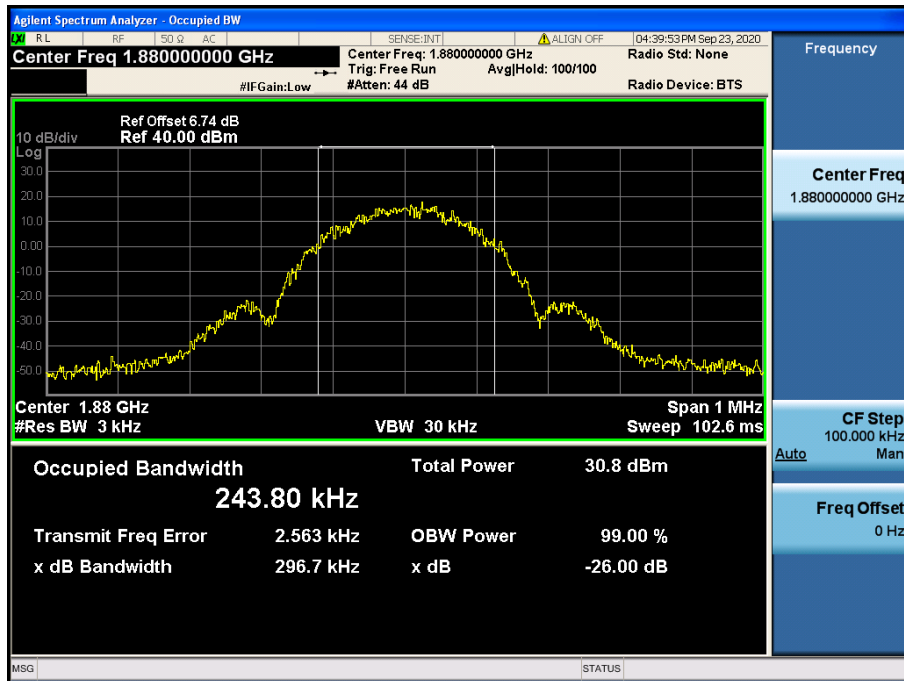 Agilent Spectrum Analyzer - Occupied BW
LXI RL RF 50 Ω AC SENSE:INT ALIGN OFF 04:39:53 PM Sep 23, 2020
Center Freq 1.880000000 GHz
Center Freq: 1.880000000 GHz
Radio Std: None
Trig: Free Run Avg|Hold: 100/100
#IFGain:Low
#Atten: 44 dB
Radio Device: BTS
Ref Offset 6.74 dB
10 dB/div Ref 40.00 dBm
Log
30.0
20.0
10.0
0.00
-10.0
-20.0
-30.0
-40.0
-50.0
Center 1.88 GHz Span 1 MHz
#Res BW 3 kHz VBW 30 kHz Sweep 102.6 ms
Occupied Bandwidth Total Power 30.8 dBm
243.80 kHz
Transmit Freq Error 2.563 kHz OBW Power 99.00 %
x dB Bandwidth 296.7 kHz x dB -26.00 dB
MSG STATUS
Frequency
Center Freq
1.880000000 GHz
CF Step
100.000 kHz
Auto Man
Freq Offset
0 Hz